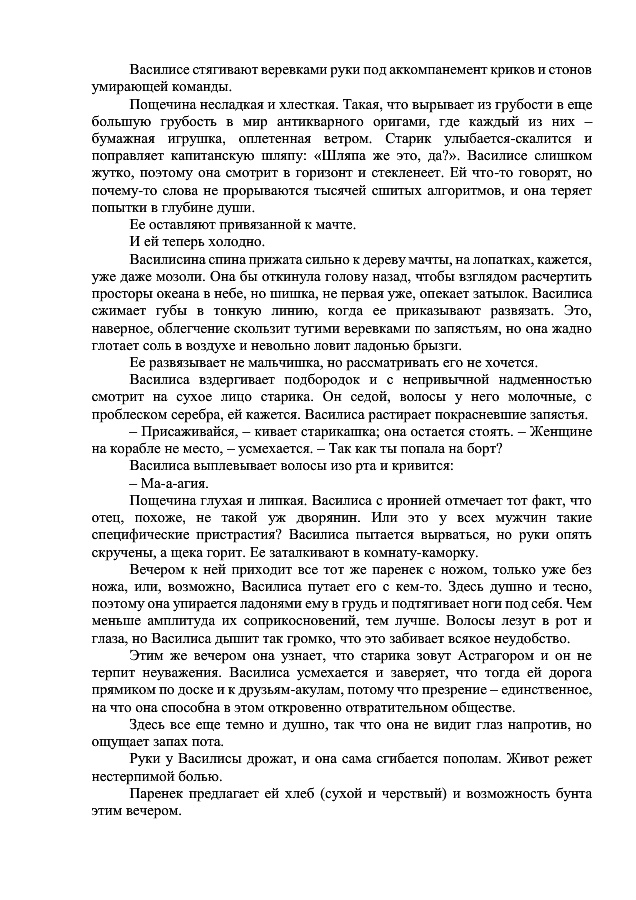 Василисе стягивают веревками руки под аккомпанемент криков и стонов
умирающей команды.
Пощечина несладкая и хлесткая. Такая, что вырывает из грубости в еще
большую грубость в мир антикварного оригами, где каждый из них –
бумажная игрушка, оплетенная ветром. Старик улыбается-скалится и
поправляет капитанскую шляпу: «Шляпа же это, да?». Василисе слишком
жутко, поэтому она смотрит в горизонт и стекленеет. Ей что-то говорят, но
почему-то слова не прорываются тысячей сшитых алгоритмов, и она теряет
попытки в глубине души.
Ее оставляют привязанной к мачте.
И ей теперь холодно.
Василисина спина прижата сильно к дереву мачты, на лопатках, кажется,
уже даже мозоли. Она бы откинула голову назад, чтобы взглядом расчертить
просторы океана в небе, но шишка, не первая уже, опекает затылок. Василиса
сжимает губы в тонкую линию, когда ее приказывают развязать. Это,
наверное, облегчение скользит тугими веревками по запястьям, но она жадно
глотает соль в воздухе и невольно ловит ладонью брызги.
Ее развязывает не мальчишка, но рассматривать его не хочется.
Василиса вздергивает подбородок и с непривычной надменностью
смотрит на сухое лицо старика. Он седой, волосы у него молочные, с
проблеском серебра, ей кажется. Василиса растирает покрасневшие запястья.
– Присаживайся, – кивает старикашка; она остается стоять. – Женщине
на корабле не место, – усмехается. – Так как ты попала на борт?
Василиса выплевывает волосы изо рта и кривится:
– Ма-а-агия.
Пощечина глухая и липкая. Василиса с иронией отмечает тот факт, что
отец, похоже, не такой уж дворянин. Или это у всех мужчин такие
специфические пристрастия? Василиса пытается вырваться, но руки опять
скручены, а щека горит. Ее заталкивают в комнату-каморку.
Вечером к ней приходит все тот же паренек с ножом, только уже без
ножа, или, возможно, Василиса путает его с кем-то. Здесь душно и тесно,
поэтому она упирается ладонями ему в грудь и подтягивает ноги под себя. Чем
меньше амплитуда их соприкосновений, тем лучше. Волосы лезут в рот и
глаза, но Василиса дышит так громко, что это забивает всякое неудобство.
Этим же вечером она узнает, что старика зовут Астрагором и он не
терпит неуважения. Василиса усмехается и заверяет, что тогда ей дорога
прямиком по доске и к друзьям-акулам, потому что презрение – единственное,
на что она способна в этом откровенно отвратительном обществе.
Здесь все еще темно и душно, так что она не видит глаз напротив, но
ощущает запах пота.
Руки у Василисы дрожат, и она сама сгибается пополам. Живот режет
нестерпимой болью.
Паренек предлагает ей хлеб (сухой и черствый) и возможность бунта
этим вечером.